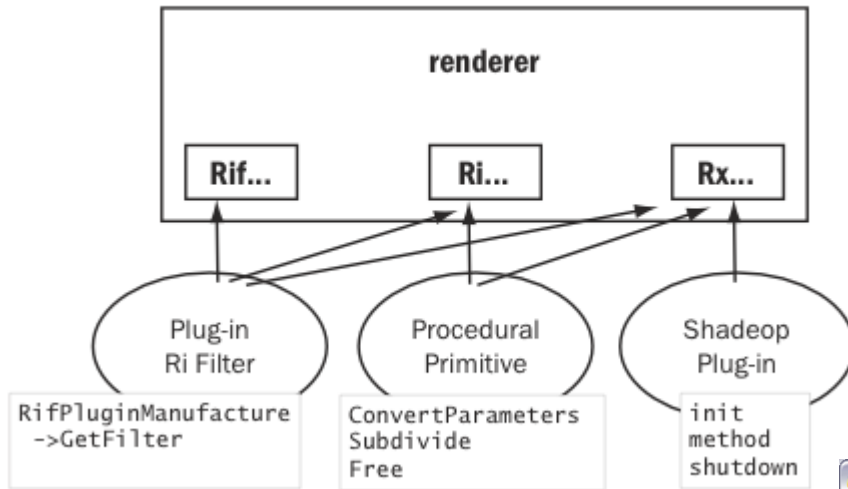 renderer
Rif...
Ri...
Rx...
Plug-in
Ri Filter
Procedural
Primitive
Shadeop
Plug-in
RifPluginManufacture
->GetFilter
ConvertParameters
Subdivide
Free
init
method
shutdown